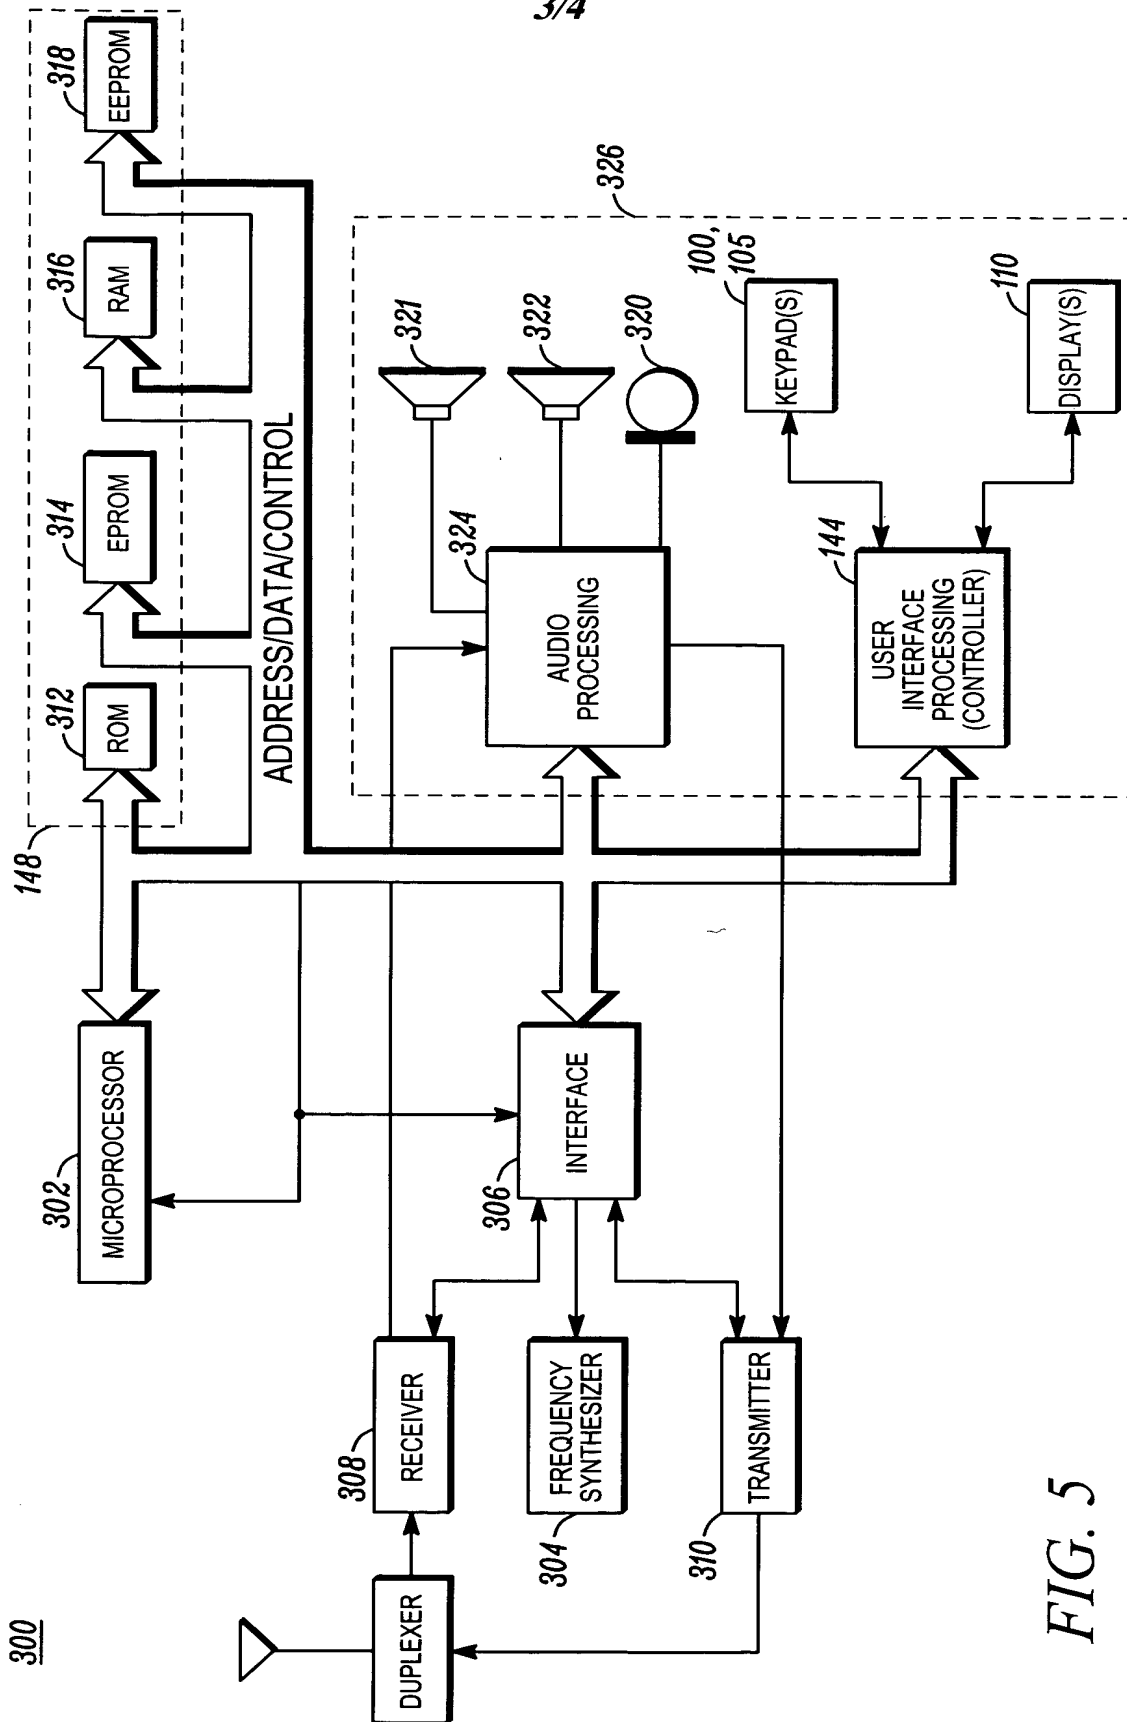 3/4
300
148
312
ROM
314
EPROM
316
RAM
318
EEPROM
ADDRESS/DATA/CONTROL
302
MICROPROCESSOR
326
321
322
320
324
AUDIO
PROCESSING
100,
105
KEYPAD(S)
110
DISPLAY(S)
144
USER
INTERFACE
PROCESSING
(CONTROLLER)
306
INTERFACE
308
RECEIVER
304
FREQUENCY
SYNTHESIZER
310
TRANSMITTER
DUPLEXER
FIG. 5